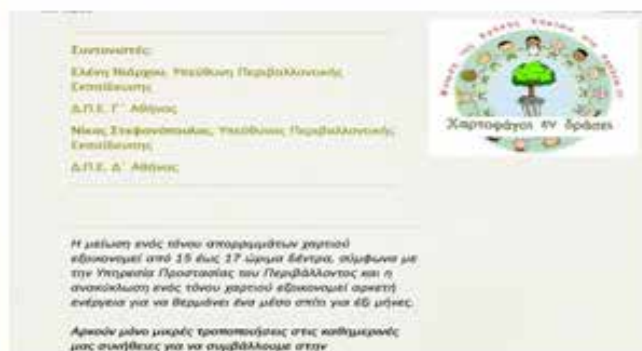 Συντονιστές:
Ελένη Νιάρχου, Υπεύθυνη Περιβαλλοντικής
Εκπαίδευσης
Δ.Π.Ε. Γ΄ Αθήνας
Νίκος Στεφανόπουλος, Υπεύθυνος Περιβαλλοντικής
Εκπαίδευσης
Δ.Π.Ε. Δ΄ Αθήνας
Χαρτοφάγοι εν δράσει
Η μείωση ενός τόνου απορριμμάτων χαρτιού
εξοικονομεί από 15 έως 17 ώριμα δέντρα, σύμφωνα με
την Υπηρεσία Προστασίας του Περιβάλλοντος και η
ανακύκλωση ενός τόνου χαρτιού εξοικονομεί αρκετή
ενέργεια για να θερμάνει ένα μέσο σπίτι για έξι μήνες.
Αρκούν μόνο μικρές τροποποιήσεις στις καθημερινές
μας συνήθειες για να συμβάλλουμε στην